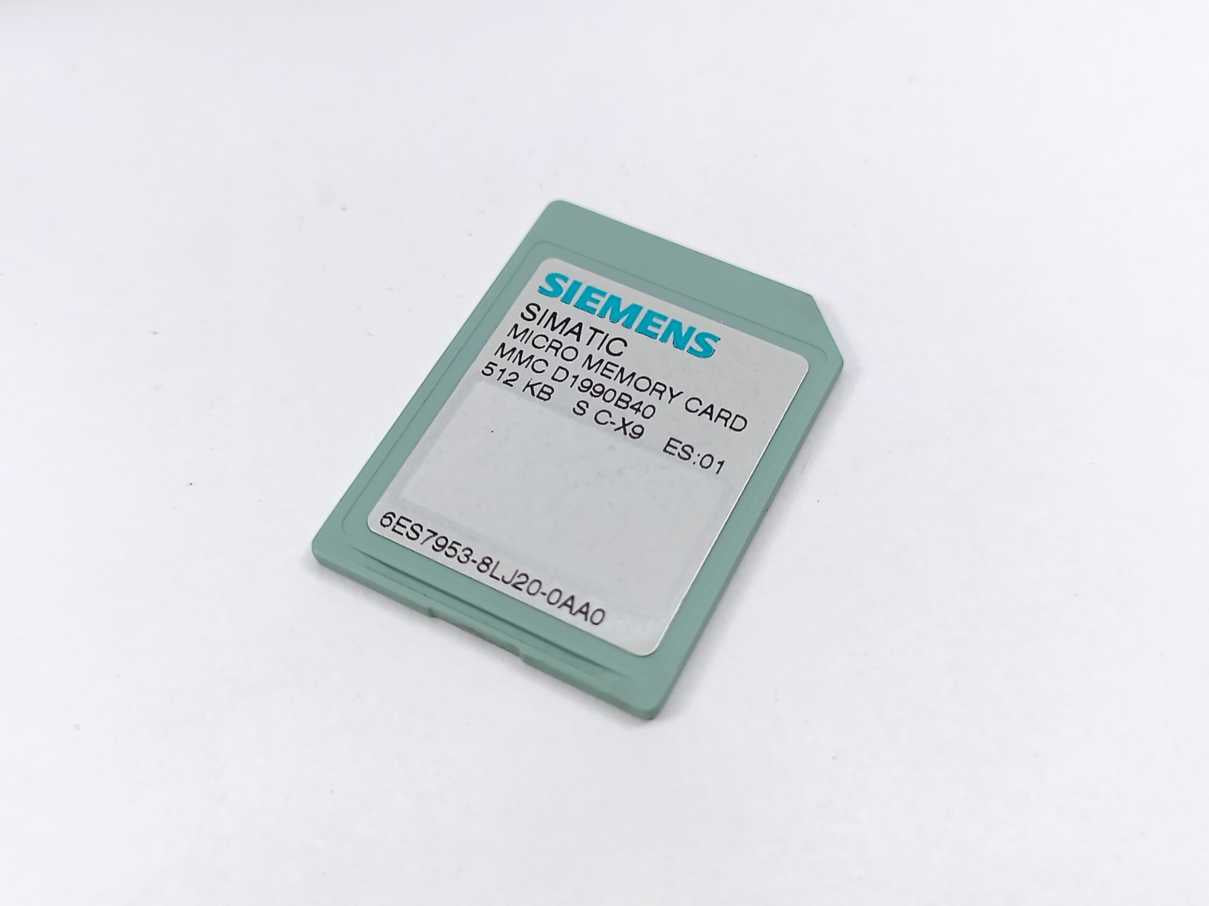 SIEMENS
SIMATIC
MICRO MEMORY CARD
MMC D1990B40
512 KB S C-X9 ES:01
6ES7953-8LJ20-0AA0